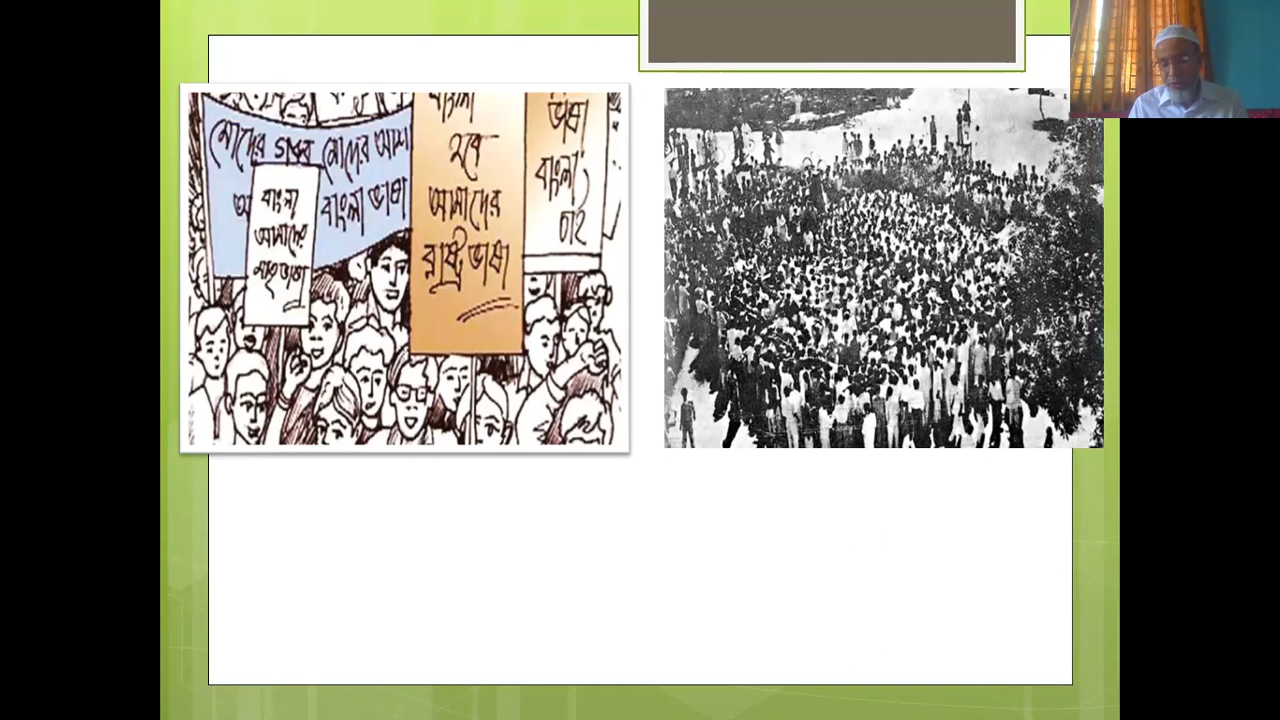 মোদের গরব মোদের আশা
আ
বাংলা ভাষা
বাংলা
আমাদের
মাতৃভাষা
বাংলা
হবে
আমাদের
রাষ্ট্রভাষা
ভাষা
বাংলা
চাই